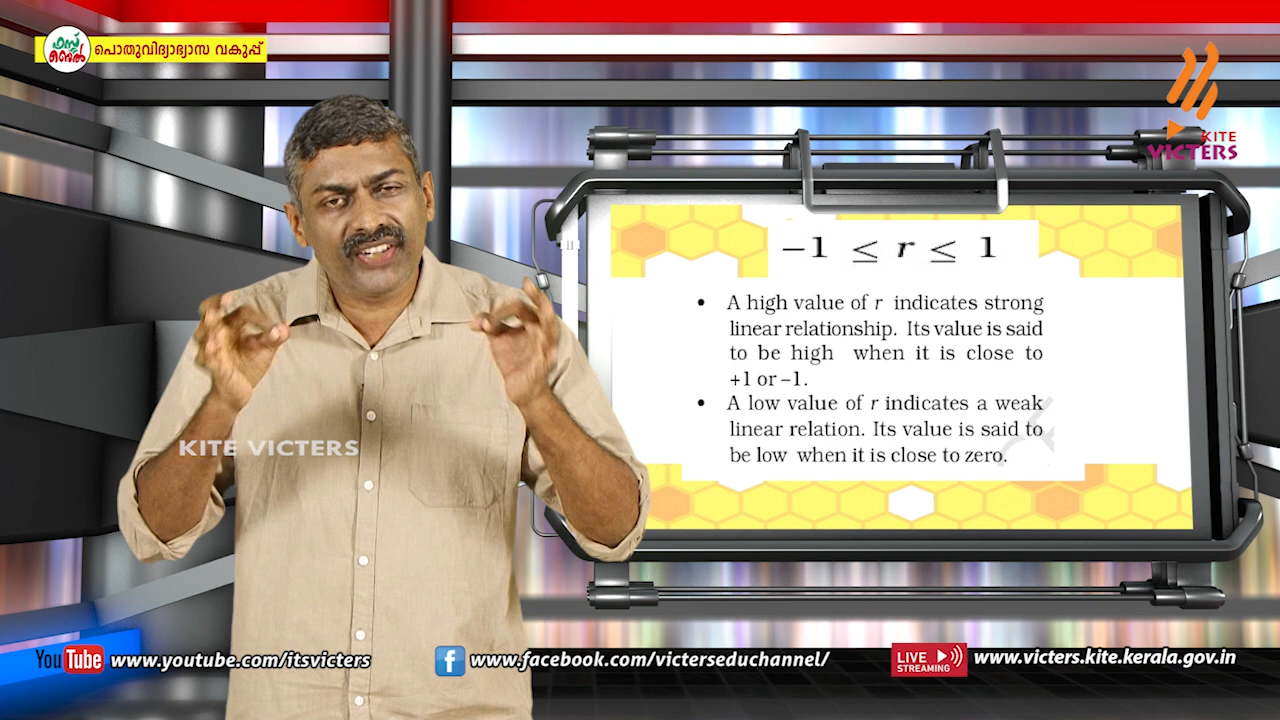 ഫസ്റ്റ്
ബെൽ
പൊതുവിദ്യാഭ്യാസ വകുപ്പ്
KITE
VICTERS
−1 ≤ r ≤ 1
• A high value of r indicates strong
linear relationship. Its value is said
to be high when it is close to
+1 or –1.
• A low value of r indicates a weak
linear relation. Its value is said to
be low when it is close to zero.
KITE VICTERS
YouTube www.youtube.com/itsvicters
f www.facebook.com/victerseduchannel/
LIVE
STREAMING
www.victers.kite.kerala.gov.in